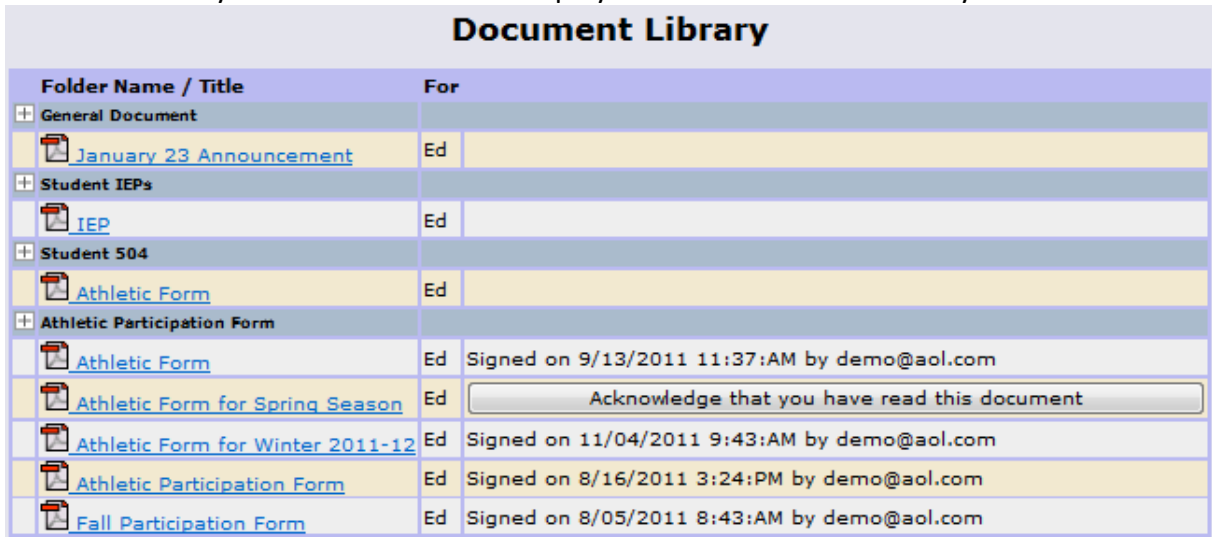 Document Library
Folder Name / Title For
General Document
January 23 Announcement Ed
Student IEPs
IEP Ed
Student 504
Athletic Form Ed
Athletic Participation Form
Athletic Form Ed Signed on 9/13/2011 11:37:AM by demo@aol.com
Athletic Form for Spring Season Ed Acknowledge that you have read this document
Athletic Form for Winter 2011-12 Ed Signed on 11/04/2011 9:43:AM by demo@aol.com
Athletic Participation Form Ed Signed on 8/16/2011 3:24:PM by demo@aol.com
Fall Participation Form Ed Signed on 8/05/2011 8:43:AM by demo@aol.com